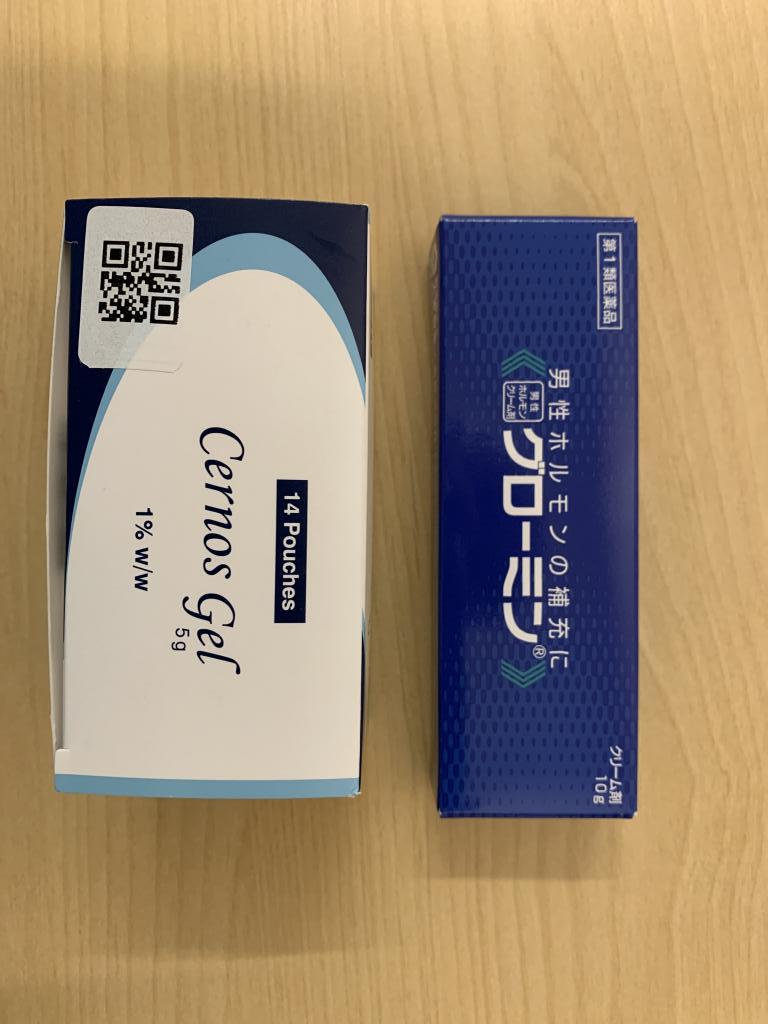 14 Pouches
Cernos Gel
5g
1% w/w
第1類医薬品
男性ホルモンの補充に
男性
ホルモン
クリーム剤
グローミン®
クリーム剤
10g